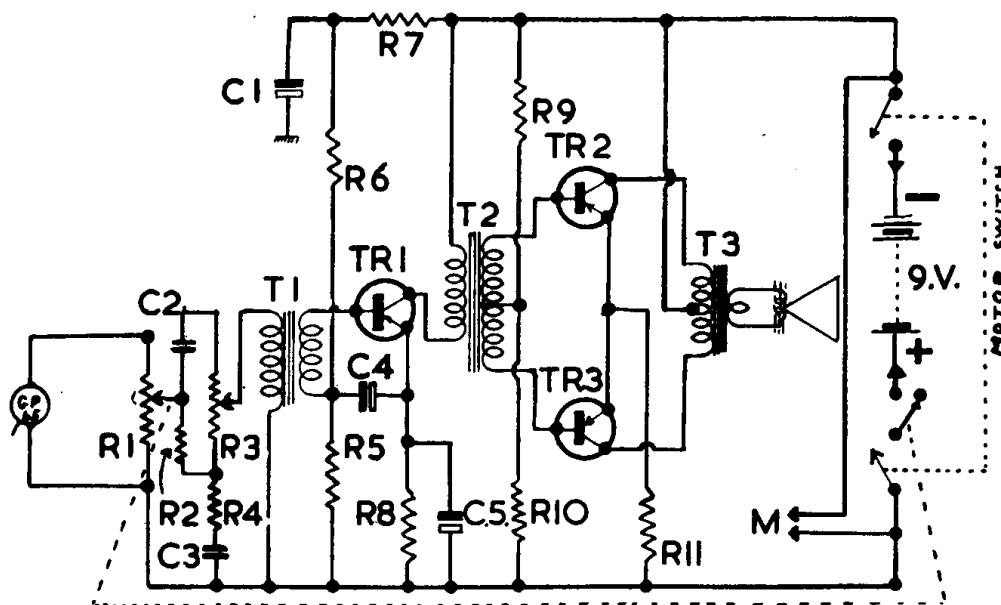 R7
C1
R9
TR2
R6
T2
TR1
T3
T1
C2
9.V.
MOTOR SWITCH
C4
TR3
R1
R3
R5
R2
R4
R8
C.5.
R10
M
R11
C3